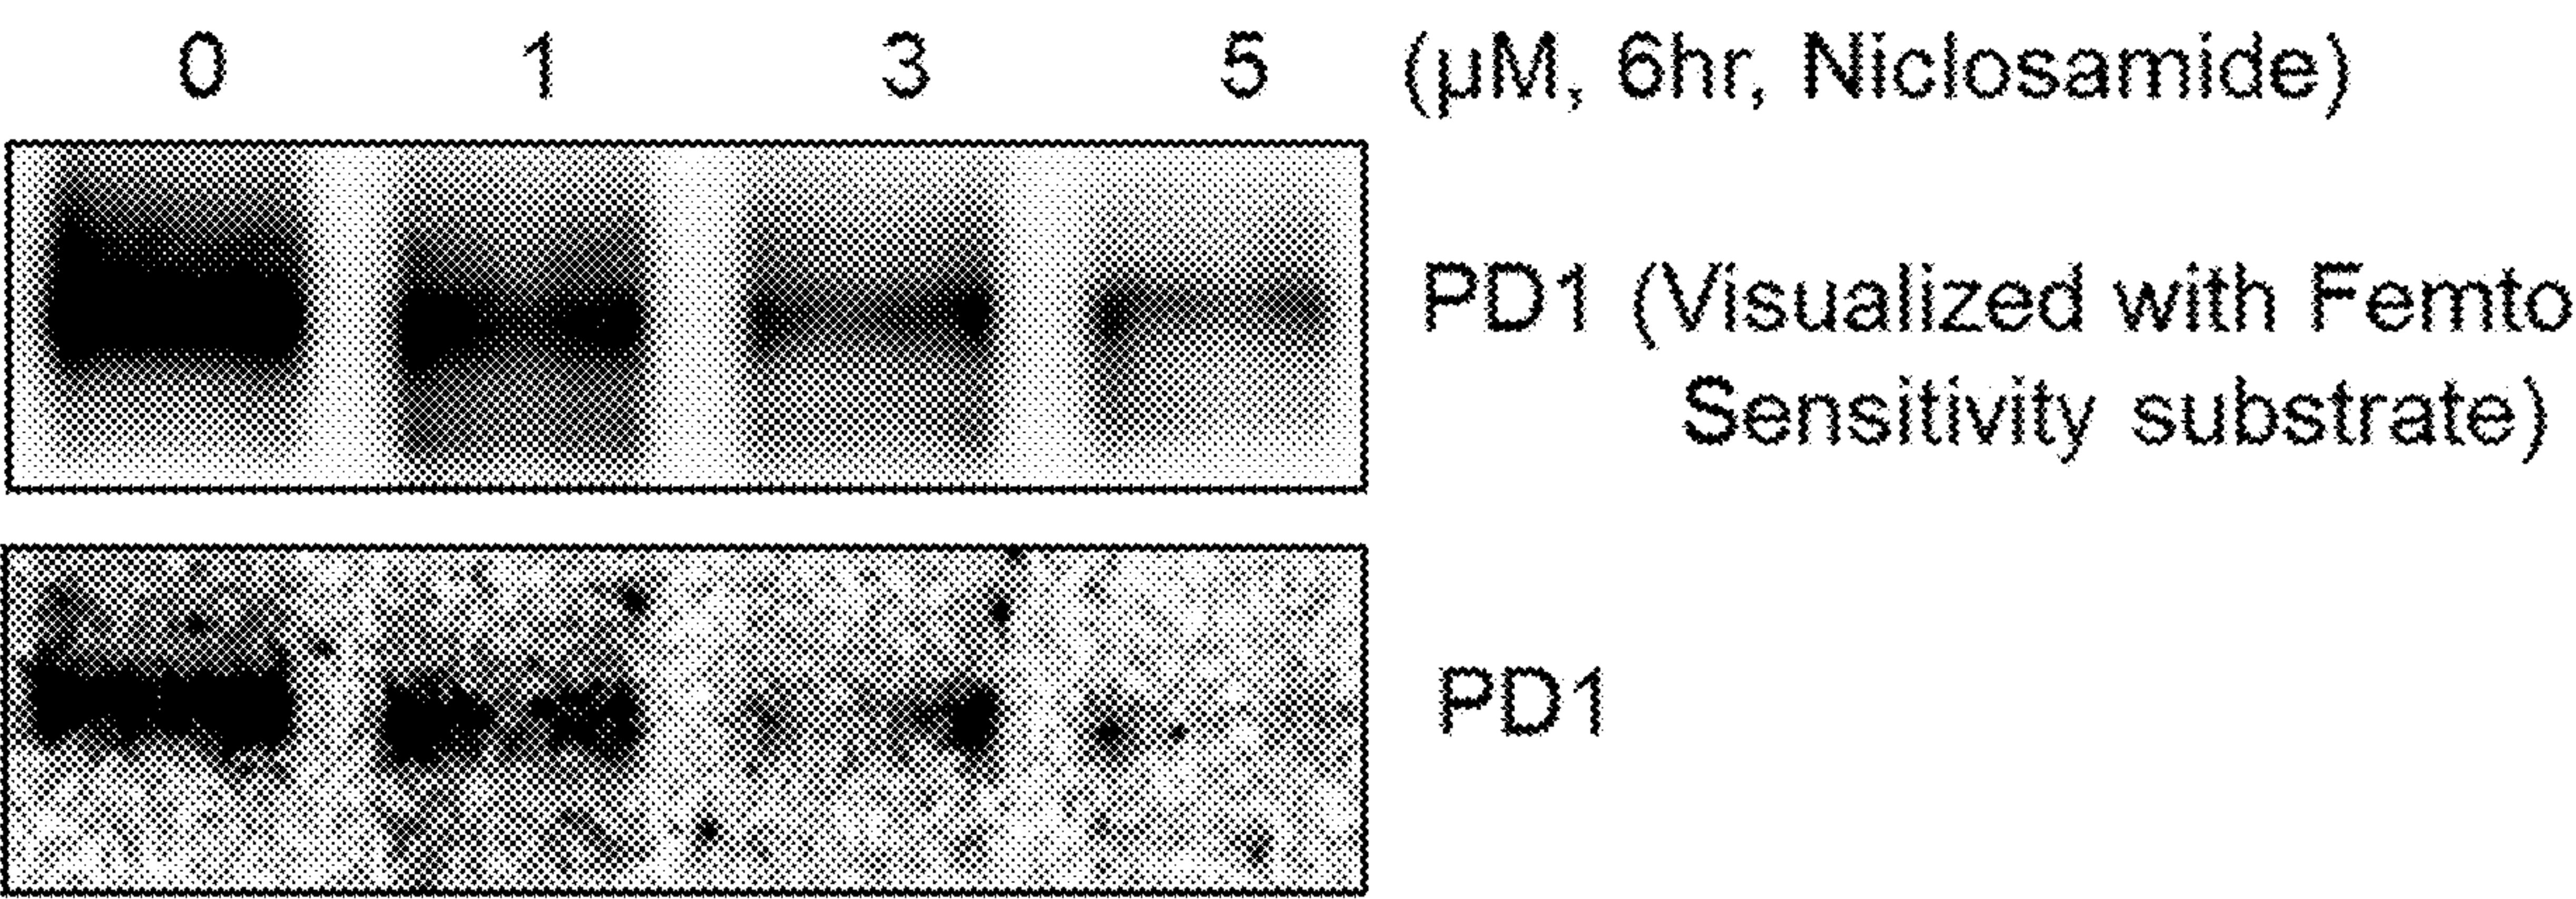 0 1 3 5 (µM, 6hr, Niclosamide)
PD1 (Visualized with Femto
Sensitivity substrate)
PD1